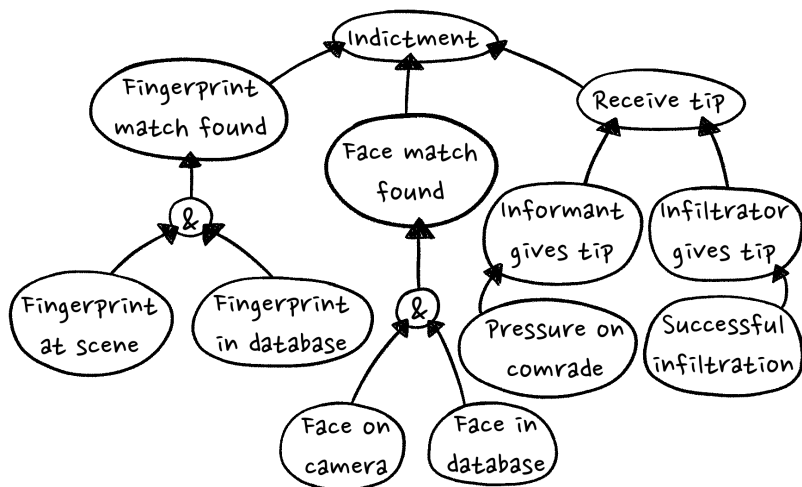 Indictment
Fingerprint
match found
Face match
found
Receive tip
&
Informant
gives tip
Infiltrator
gives tip
Fingerprint
at scene
Fingerprint
in database
&
Pressure on
comrade
Successful
infiltration
Face on
camera
Face in
database